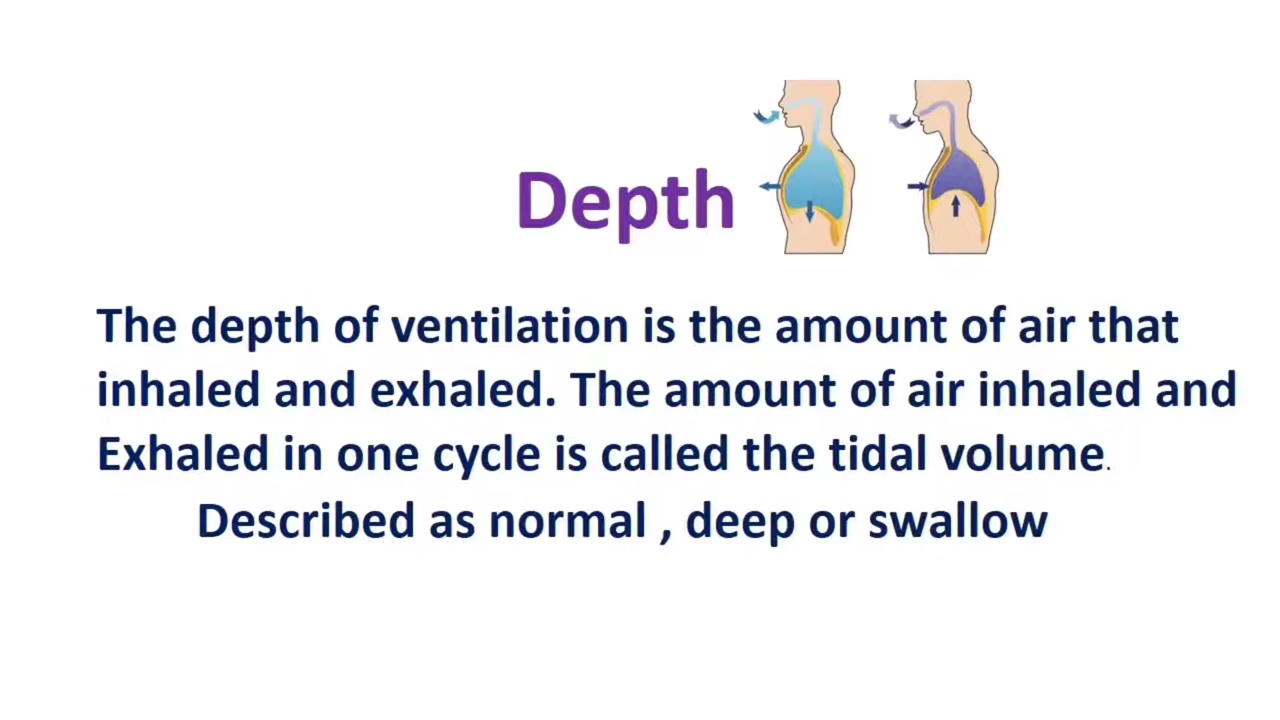 Depth
The depth of ventilation is the amount of air that
inhaled and exhaled. The amount of air inhaled and
Exhaled in one cycle is called the tidal volume.
Described as normal , deep or swallow